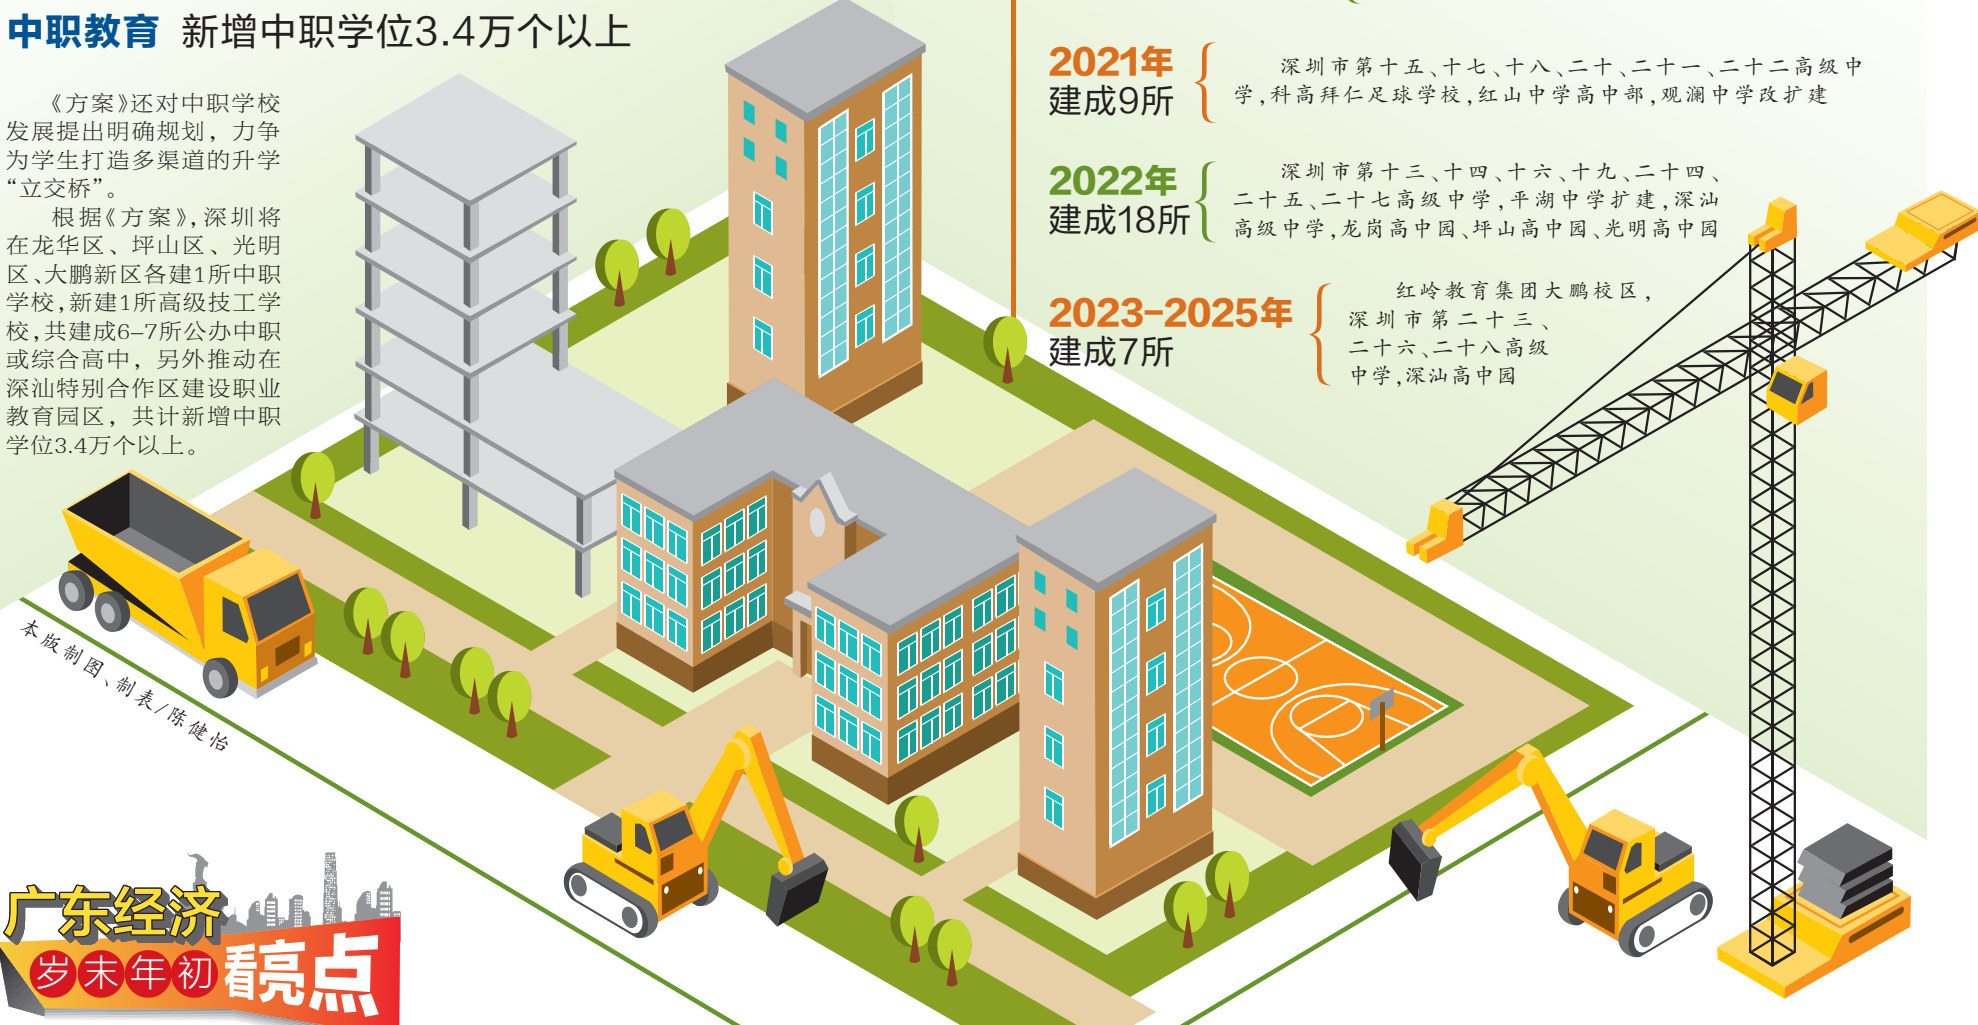 中职教育 新增中职学位3.4万个以上
《方案》还对中职学校
发展提出明确规划，力争
为学生打造多渠道的升学
“立交桥”。
根据《方案》，深圳将
在龙华区、坪山区、光明
区、大鹏新区各建1所中职
学校，新建1所高级技工学
校，共建成6–7所公办中职
或综合高中，另外推动在
深汕特别合作区建设职业
教育园区，共计新增中职
学位3.4万个以上。
2021年
建成9所
深圳市第十五、十七、十八、二十、二十一、二十二高级中
学，科高拜仁足球学校，红山中学高中部，观澜中学改扩建
2022年
建成18所
深圳市第十三、十四、十六、十九、二十四、
二十五、二十七高级中学，平湖中学扩建，深汕
高级中学，龙岗高中园、坪山高中园、光明高中园
2023–2025年
建成7所
红岭教育集团大鹏校区，
深圳市第二十三、
二十六、二十八高级
中学，深汕高中园
本版制图、制表/陈健怡
广东经济
岁末年初看亮点